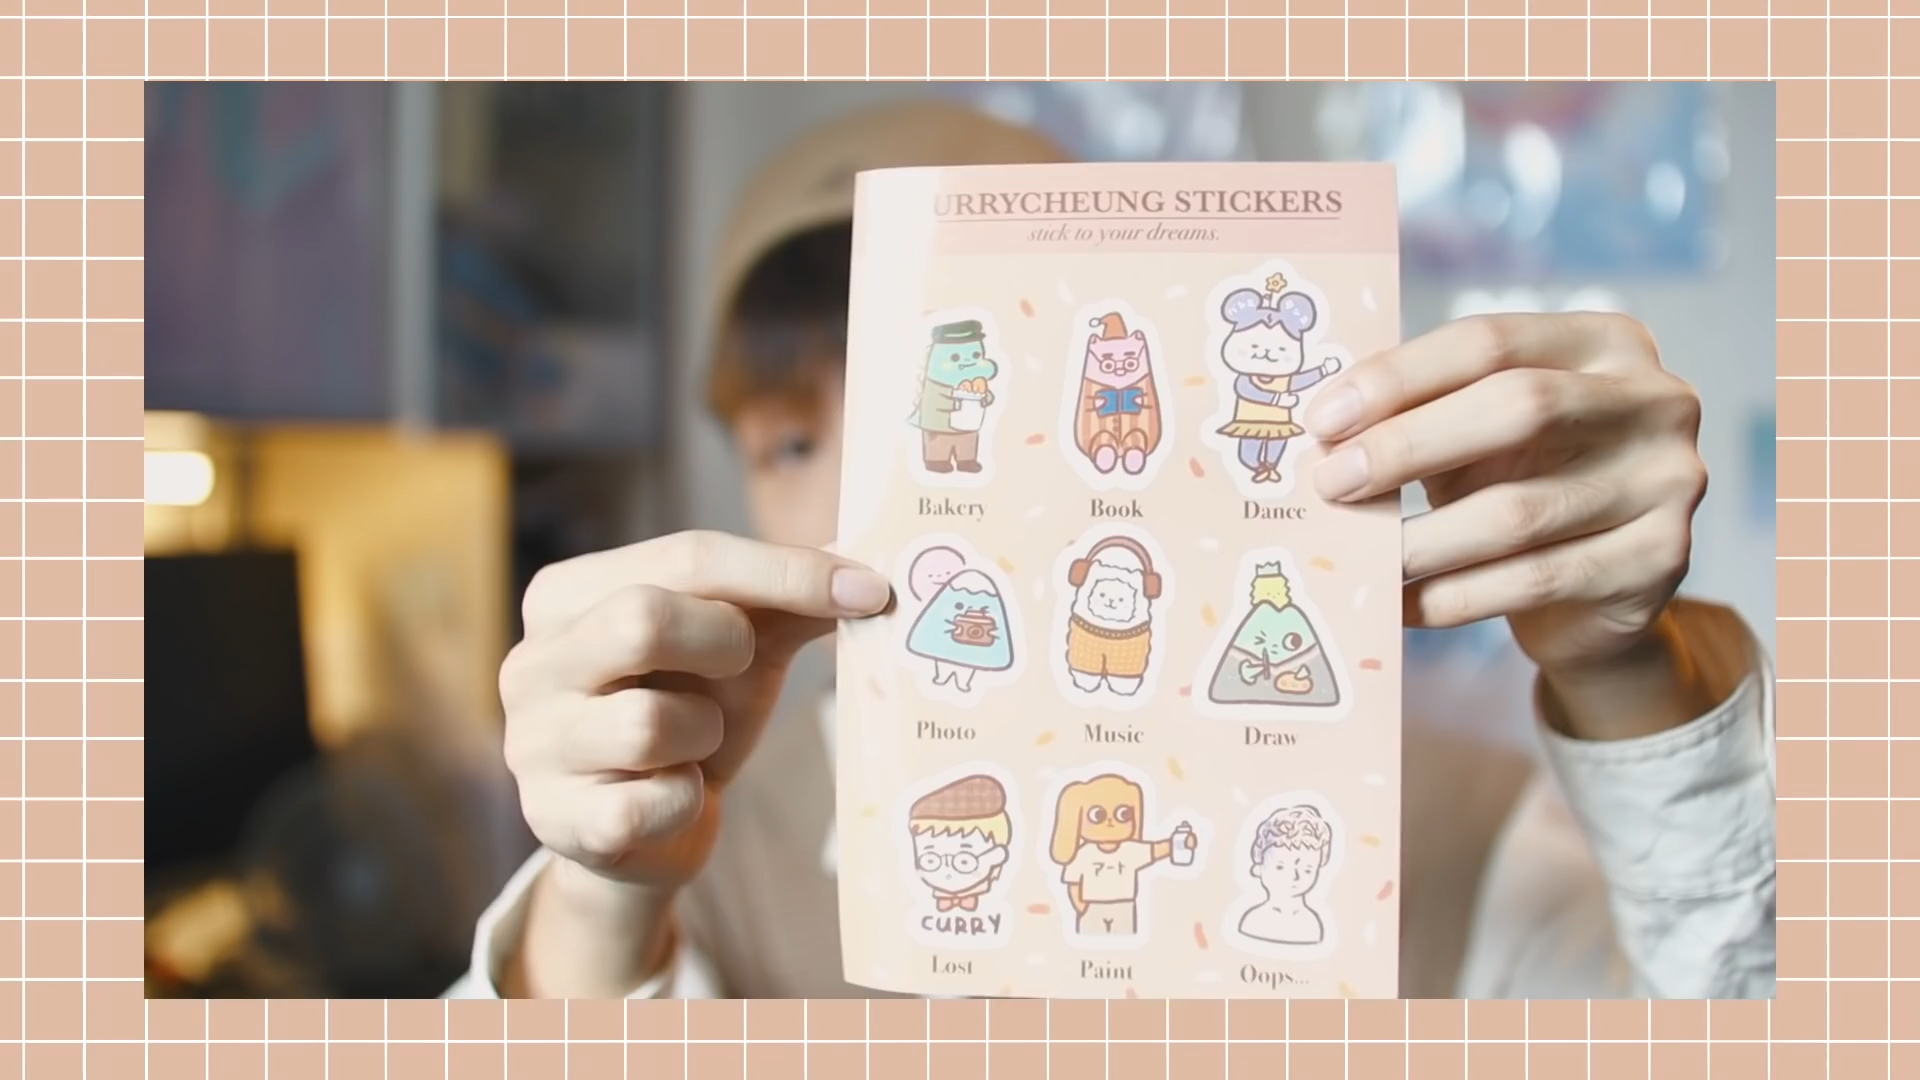 URRYCHEUNG STICKERS
stick to your dreams.
Bakery
Book
Dance
Photo
Music
Draw
CURRY
アート
Lost
Paint
Oops...